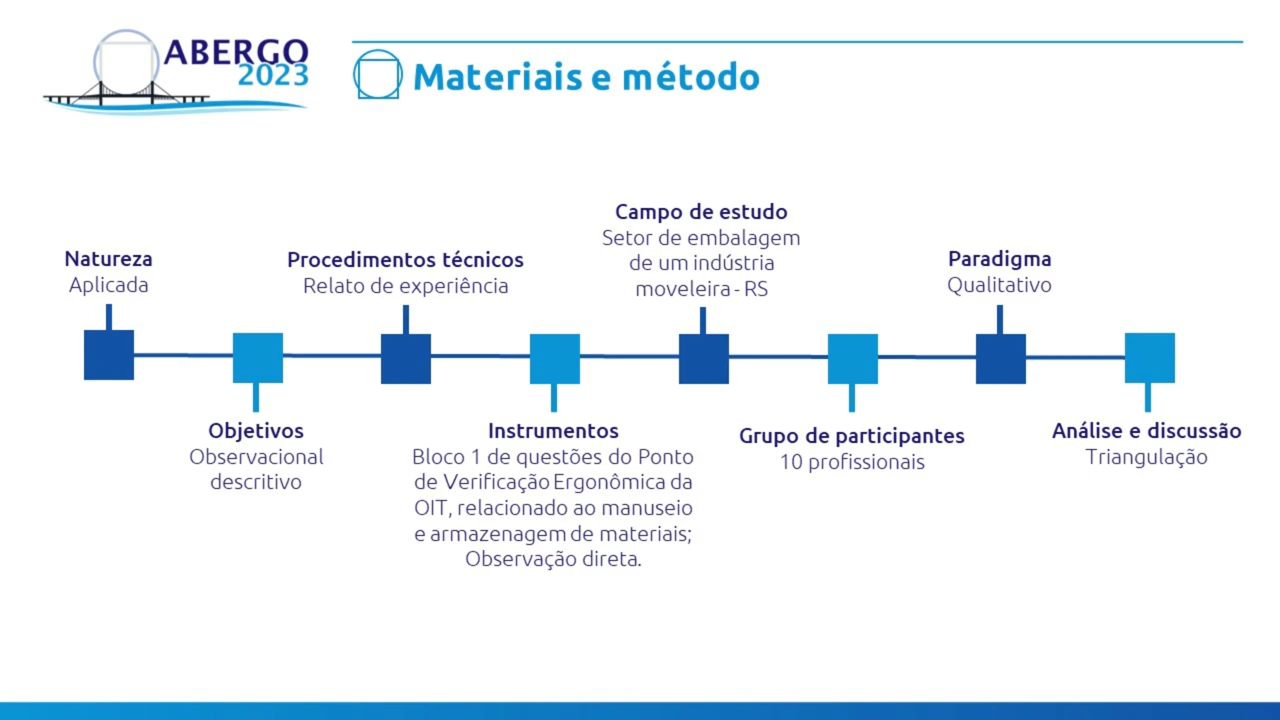 ABERGO
2023
Materiais e método
Natureza
Aplicada
Objetivos
Observacional
descritivo
Procedimentos técnicos
Relato de experiência
Instrumentos
Bloco 1 de questões do Ponto
de Verificação Ergonômica da
OIT, relacionado ao manuseio
e armazenagem de materiais;
Observação direta.
Campo de estudo
Setor de embalagem
de um indústria
moveleira - RS
Grupo de participantes
10 profissionais
Paradigma
Qualitativo
Análise e discussão
Triangulação